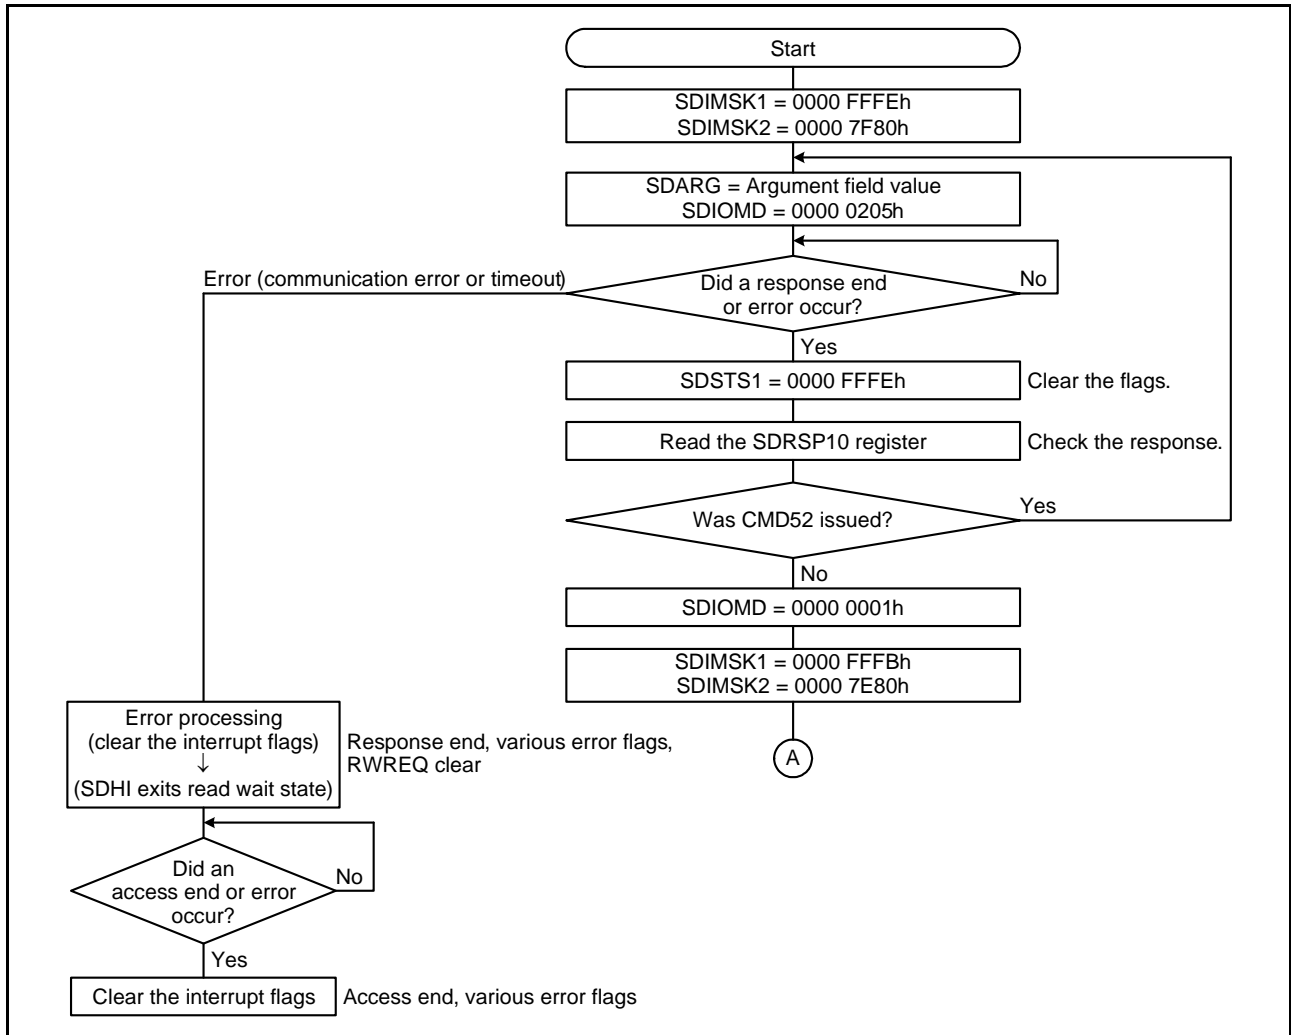 Start
SDIMSK1 = 0000 FFFEh
SDIMSK2 = 0000 7F80h
SDARG = Argument field value
SDIOMD = 0000 0205h
Error (communication error or timeout)
Did a response end
or error occur?
No
Yes
SDSTS1 = 0000 FFFEh
Clear the flags.
Read the SDRSP10 register
Check the response.
Was CMD52 issued?
Yes
No
SDIOMD = 0000 0001h
SDIMSK1 = 0000 FFFBh
SDIMSK2 = 0000 7E80h
A
Error processing
(clear the interrupt flags)
↓
(SDHI exits read wait state)
Response end, various error flags,
RWREQ clear
Did an
access end or error
occur?
No
Yes
Clear the interrupt flags
Access end, various error flags